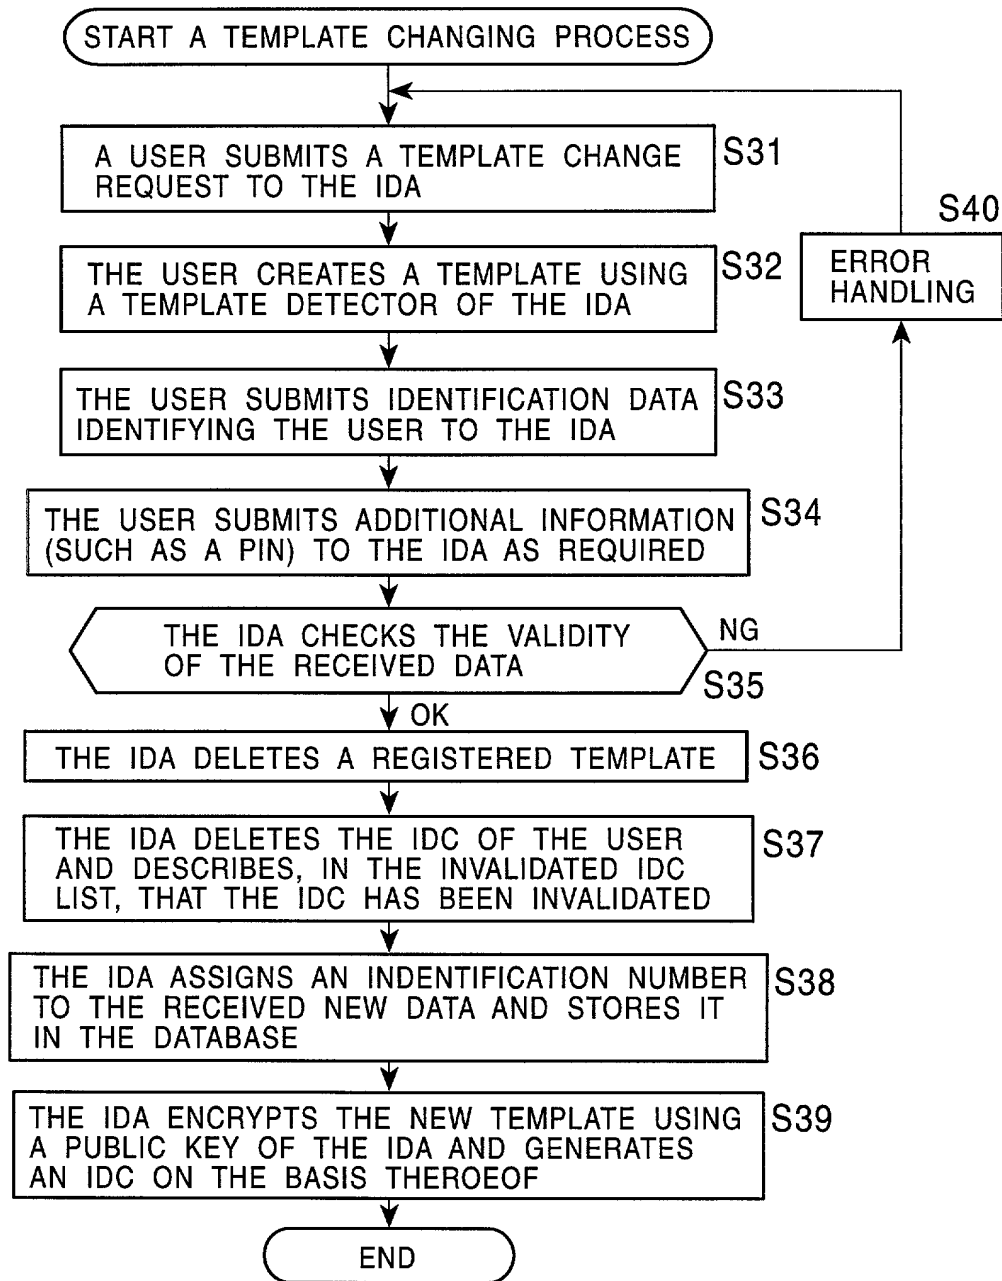 START A TEMPLATE CHANGING PROCESS
A USER SUBMITS A TEMPLATE CHANGE
REQUEST TO THE IDA
S31
THE USER CREATES A TEMPLATE USING
A TEMPLATE DETECTOR OF THE IDA
S32
S40
ERROR
HANDLING
THE USER SUBMITS IDENTIFICATION DATA
IDENTIFYING THE USER TO THE IDA
S33
THE USER SUBMITS ADDITIONAL INFORMATION
(SUCH AS A PIN) TO THE IDA AS REQUIRED
S34
THE IDA CHECKS THE VALIDITY
OF THE RECEIVED DATA
NG
S35
OK
THE IDA DELETES A REGISTERED TEMPLATE
S36
THE IDA DELETES THE IDC OF THE USER
AND DESCRIBES, IN THE INVALIDATED IDC
LIST, THAT THE IDC HAS BEEN INVALIDATED
S37
THE IDA ASSIGNS AN INDENTIFICATION NUMBER
TO THE RECEIVED NEW DATA AND STORES IT
IN THE DATABASE
S38
THE IDA ENCRYPTS THE NEW TEMPLATE USING
A PUBLIC KEY OF THE IDA AND GENERATES
AN IDC ON THE BASIS THEROEOF
S39
END